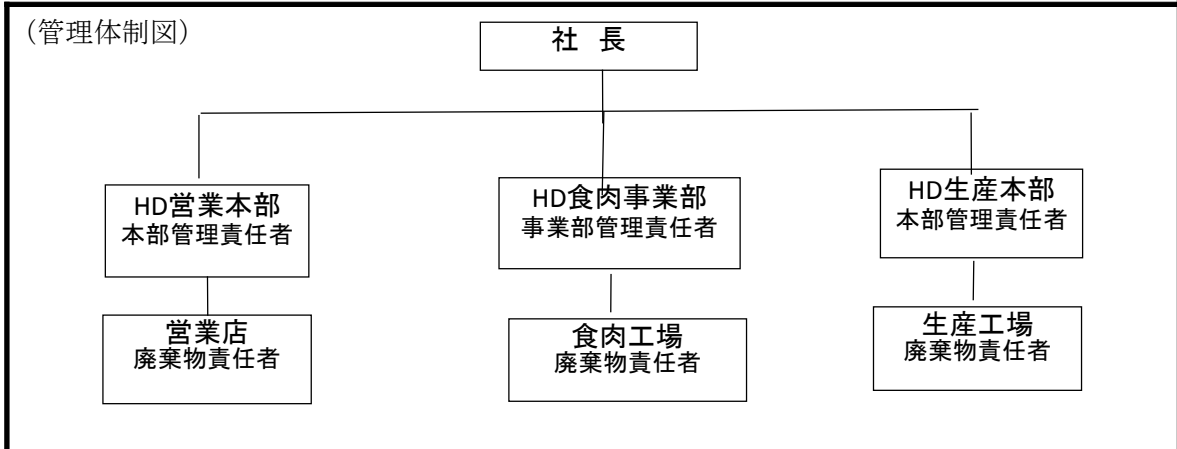 (管理体制図)
社 長
HD営業本部
本部管理責任者
HD食肉事業部
事業部管理責任者
HD生産本部
本部管理責任者
営業店
廃棄物責任者
食肉工場
廃棄物責任者
生産工場
廃棄物責任者